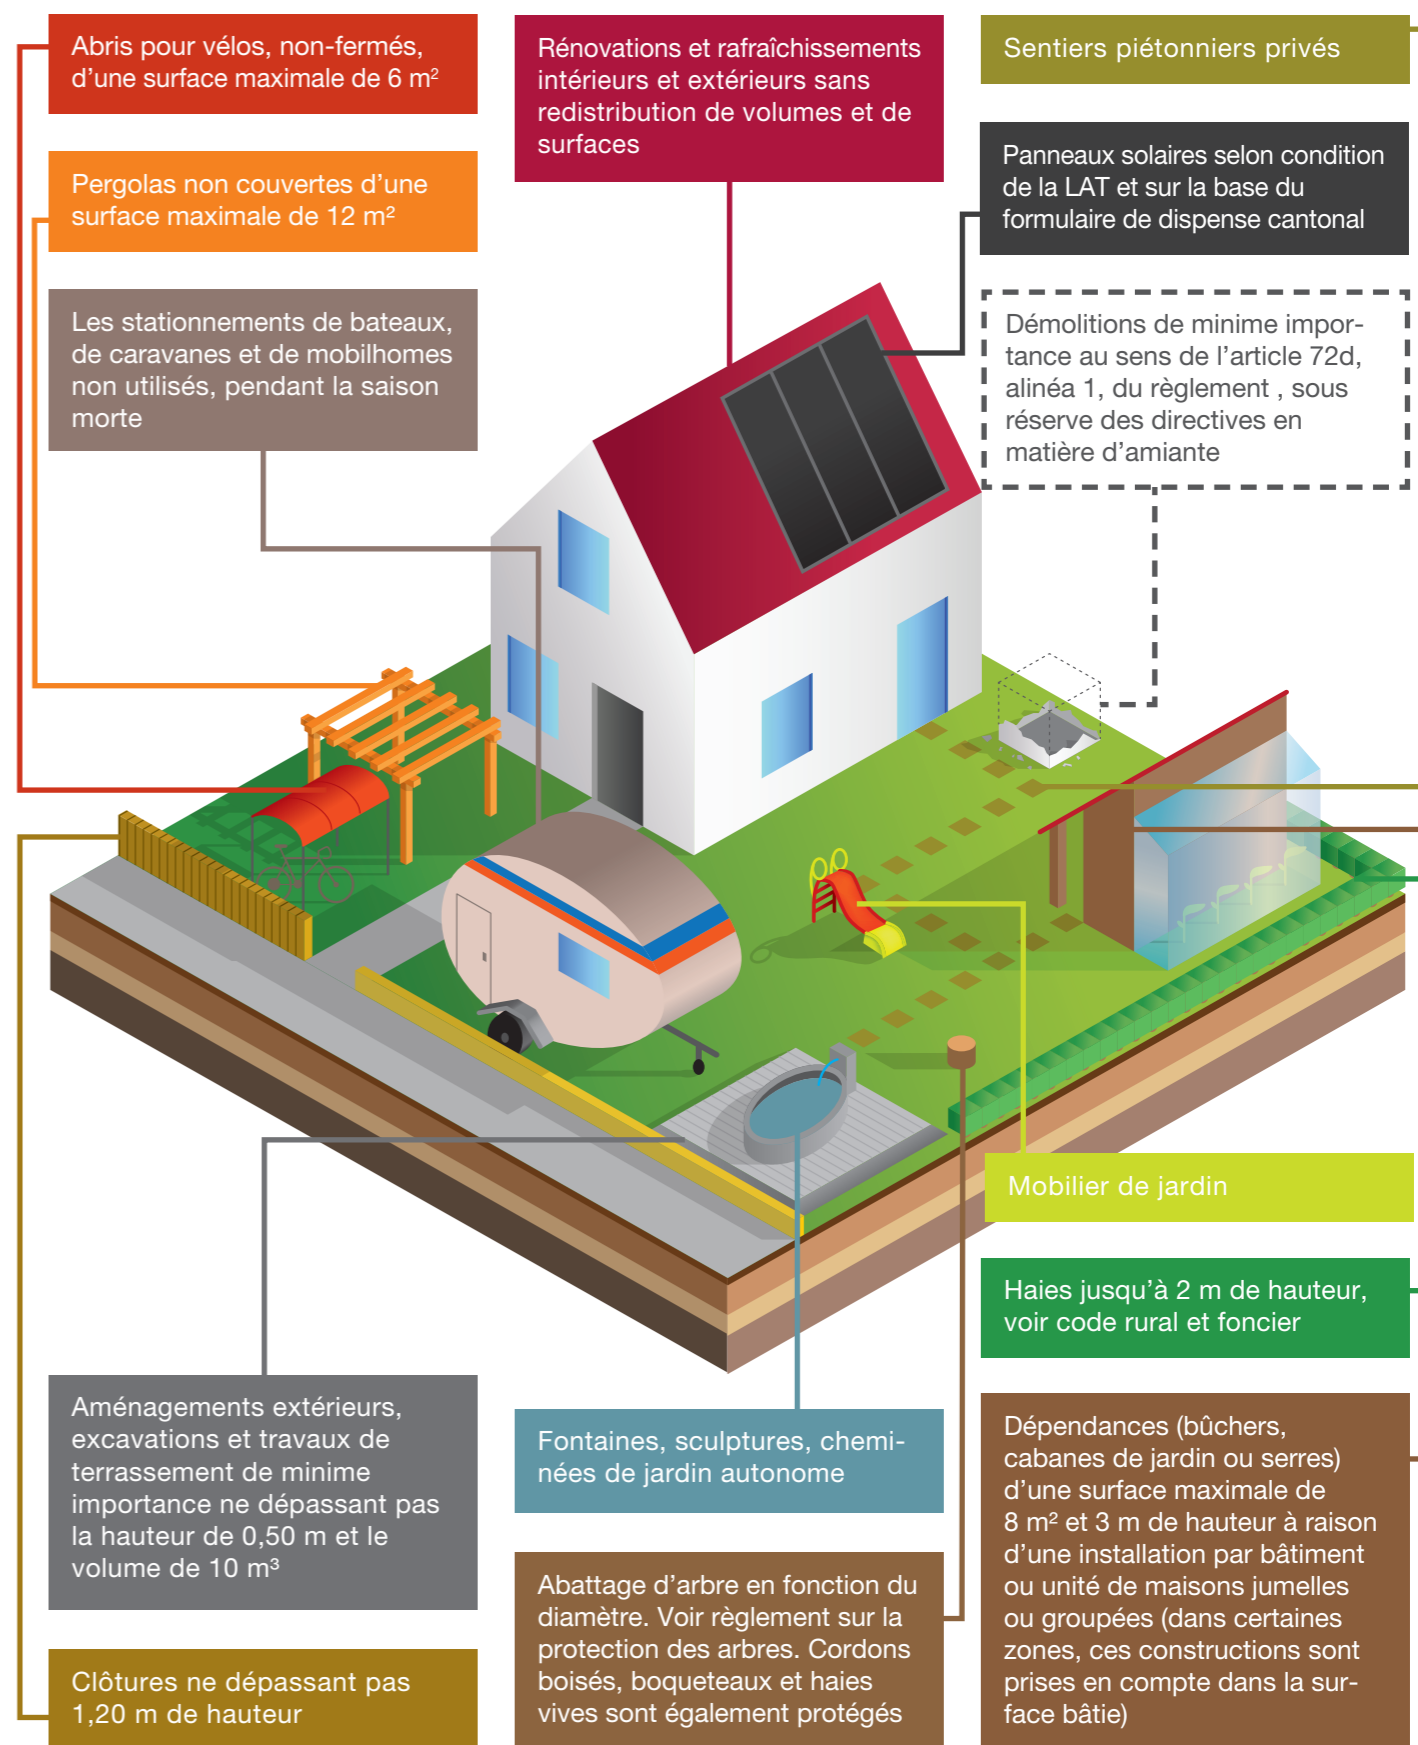 Abris pour vélos, non-fermés,
d'une surface maximale de 6 m²
Pergolas non couvertes d'une
surface maximale de 12 m²
Les stationnements de bateaux,
de caravanes et de mobilhomes
non utilisés, pendant la saison
morte
Rénovations et rafraîchissements
intérieurs et extérieurs sans
redistribution de volumes et de
surfaces
Sentiers piétonniers privés
Panneaux solaires selon condition
de la LAT et sur la base du
formulaire de dispense cantonal
Démolitions de minime impor-
tance au sens de l'article 72d,
alinéa 1, du règlement , sous
réserve des directives en
matière d'amiante
Mobilier de jardin
Haies jusqu'à 2 m de hauteur,
voir code rural et foncier
Aménagements extérieurs,
excavations et travaux de
terrassement de minime
importance ne dépassant pas
la hauteur de 0,50 m et le
volume de 10 m³
Clôtures ne dépassant pas
1,20 m de hauteur
Fontaines, sculptures, chemi-
nées de jardin autonome
Abattage d'arbre en fonction du
diamètre. Voir règlement sur la
protection des arbres. Cordons
boisés, boqueteaux et haies
vives sont également protégés
Dépendances (bûchers,
cabanes de jardin ou serres)
d'une surface maximale de
8 m² et 3 m de hauteur à raison
d'une installation par bâtiment
ou unité de maisons jumelles
ou groupées (dans certaines
zones, ces constructions sont
prises en compte dans la sur-
face bâtie)